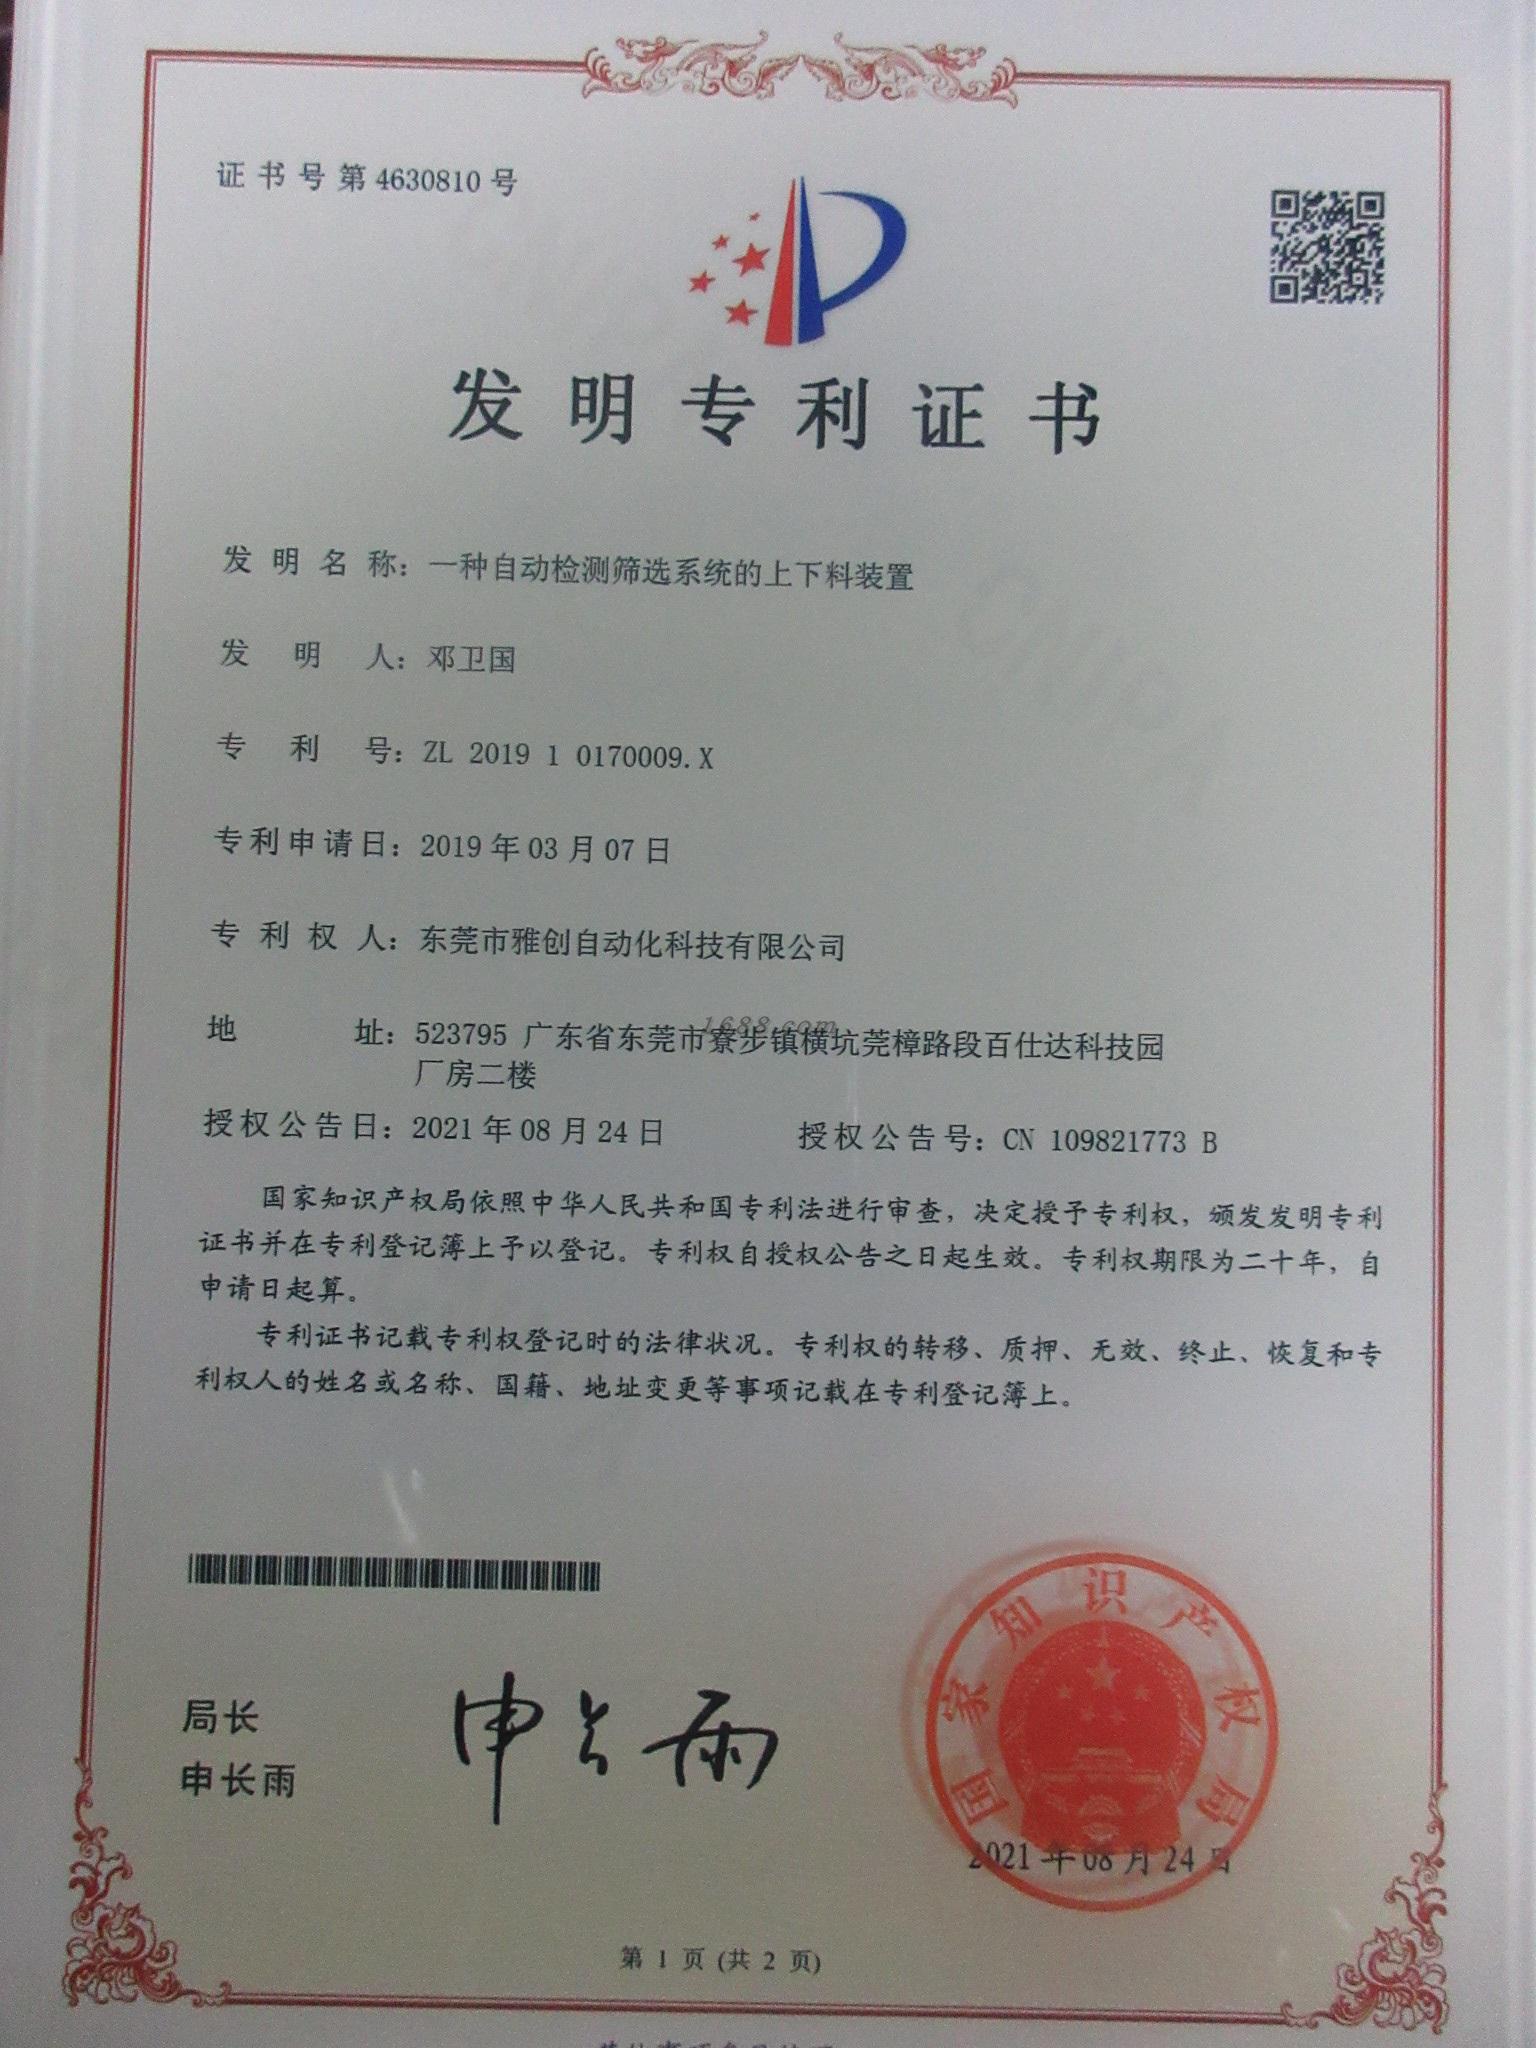 证书号第4630810号
发明专利证书
发明名称：一种自动检测筛选系统的上下料装置
发明人：邓卫国
专利号：ZL 2019 1 0170009.X
专利申请日：2019年03月07日
专利权人：东莞市雅创自动化科技有限公司
地址：523795 广东省东莞市寮步镇横坑莞樟路段百仕达科技园
厂房二楼
1688.com
授权公告日：2021年08月24日 授权公告号：CN 109821773 B
国家知识产权局依照中华人民共和国专利法进行审查，决定授予专利权，颁发发明专利
证书并在专利登记簿上予以登记。专利权自授权公告之日起生效。专利权期限为二十年，自
申请日起算。
专利证书记载专利权登记时的法律状况。专利权的转移、质押、无效、终止、恢复和专
利权人的姓名或名称、国籍、地址变更等事项记载在专利登记簿上。
局长
申长雨
申长雨
国家知识产权局
2021年08月24日
第 1 页 (共 2 页)